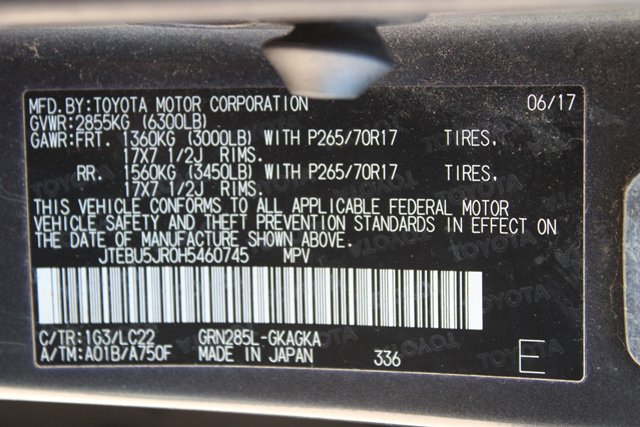 MFD.BY:TOYOTA MOTOR CORPORATION 06/17
GVWR:2855KG (6300LB)
GAWR:FRT. 1360KG (3000LB) WITH P265/70R17 TIRES,
17X7 1/2J RIMS.
RR. 1560KG (3450LB) WITH P265/70R17 TIRES,
17X7 1/2J RIMS.
THIS VEHICLE CONFORMS TO ALL APPLICABLE FEDERAL MOTOR
VEHICLE SAFETY AND THEFT PREVENTION STANDARDS IN EFFECT ON
THE DATE OF MANUFACTURE SHOWN ABOVE.
JTEBU5JR0H5460745 MPV
C/TR:1G3/LC22 GRN285L-GKAGKA
A/TM:A01B/A750F MADE IN JAPAN 336 E